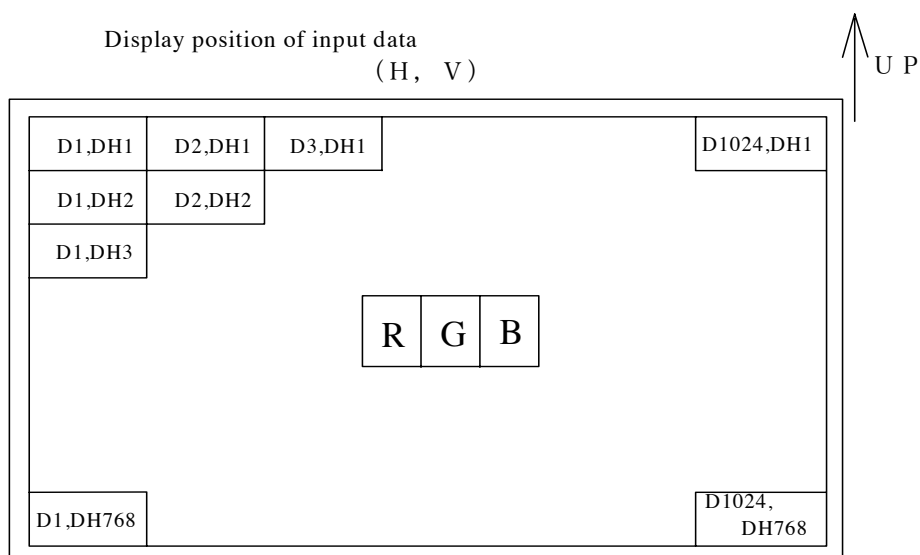 Display position of input data
(H, V)
UP
D1,DH1 D2,DH1 D3,DH1 D1024,DH1
D1,DH2 D2,DH2
D1,DH3
R G B
D1,DH768 D1024,
DH768